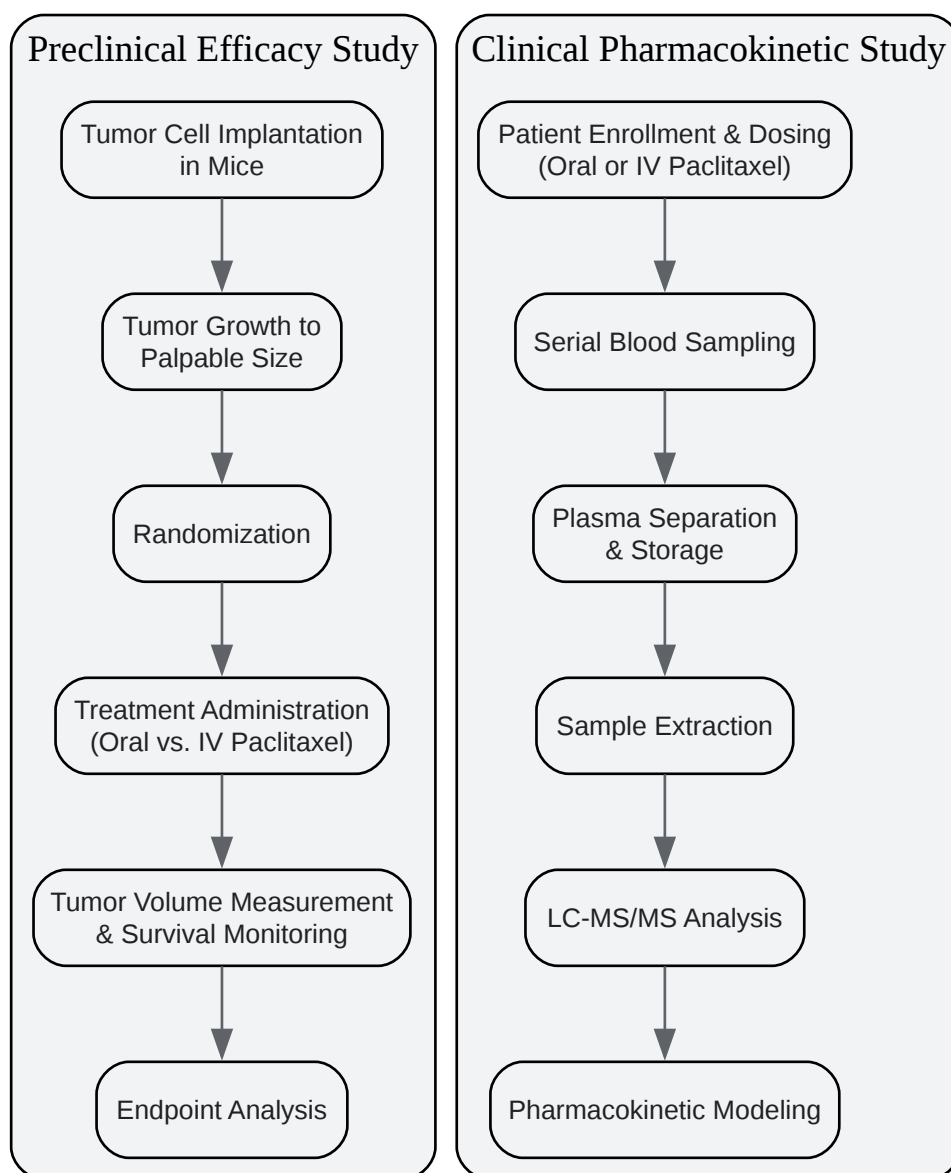 Preclinical Efficacy Study
Tumor Cell Implantation
in Mice
Tumor Growth to
Palpable Size
Randomization
Treatment Administration
(Oral vs. IV Paclitaxel)
Tumor Volume Measurement
& Survival Monitoring
Endpoint Analysis
Clinical Pharmacokinetic Study
Patient Enrollment & Dosing
(Oral or IV Paclitaxel)
Serial Blood Sampling
Plasma Separation
& Storage
Sample Extraction
LC-MS/MS Analysis
Pharmacokinetic Modeling